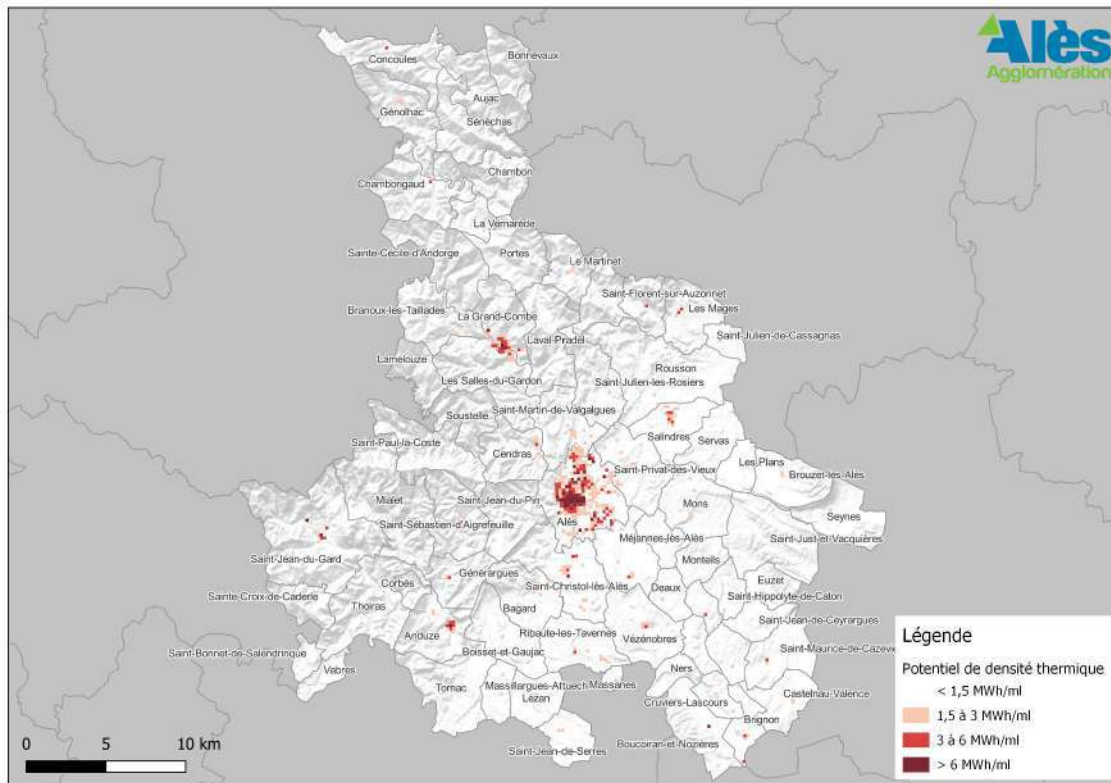 Alès
Agglomération
Concoules
Bonnevaux
Aujac
Génolhac
Sénéchas
Chambon
Chamborigaud
La Vernarède
Sainte-Cécile-d'Andorge
Portes
Le Martinet
Saint-Florent-sur-Auzonnet
Branoux-les-Taillades
La Grand-Combe
Les Mages
Laval-Pradel
Saint-Julien-de-Cassagnas
Lamelouze
Rousson
Les Salles-du-Gardon
Saint-Julien-les-Rosiers
Soustelle
Saint-Martin-de-Valgalgues
Saint-Paul-la-Coste
Salindres
Servas
Cendras
Les Plans
Saint-Privat-des-Vieux
Brouzet-les-Alès
Mialet
Saint-Jean-du-Pin
Mons
Seynes
Saint-Sébastien-d'Aigrefeuille
Alès
Méjannes-lès-Alès
Saint-Just-et-Vacquières
Saint-Jean-du-Gard
Monteils
Générargues
Corbès
Saint-Christol-lès-Alès
Deaux
Euzet
Sainte-Croix-de-Caderle
Saint-Hippolyte-de-Caton
Thoiras
Bagard
Saint-Jean-de-Ceyrargues
Anduze
Ribaute-les-Tavernes
Vézénobres
Saint-Bonnet-de-Salendrinque
Boisset-et-Gaujac
Saint-Maurice-de-Cazevie
Vabres
Ners
Tornac
Massillargues-Attuech
Massanes
Castelnau-Valence
Lézan
Cruviers-Lascours
Brignon
Saint-Jean-de-Serres
Boucoiran-et-Nozières
Légende
Potentiel de densité thermique
< 1,5 MWh/ml
1,5 à 3 MWh/ml
3 à 6 MWh/ml
> 6 MWh/ml
0 5 10 km